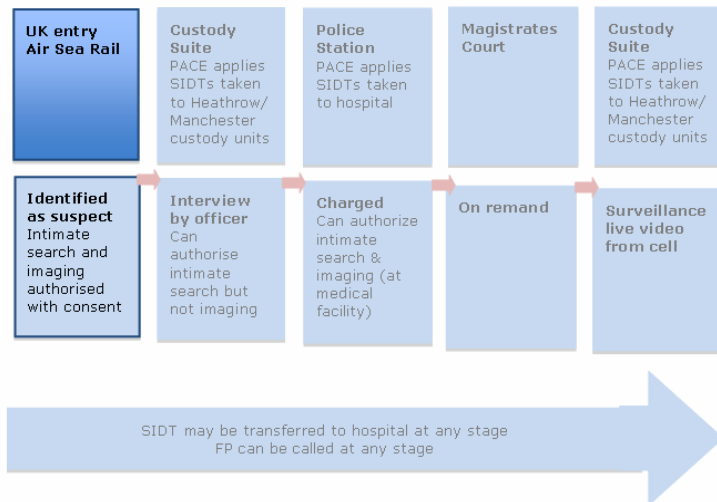 UK entry
Air Sea Rail
Custody
Suite
PACE applies
SIDTs taken
to Heathrow/
Manchester
custody units
Police
Station
PACE applies
SIDTs taken
to hospital
Magistrates
Court
Custody
Suite
PACE applies
SIDTs taken
to Heathrow/
Manchester
custody units
Identified
as suspect
Intimate
search and
imaging
authorised
with consent
Interview
by officer
Can
authorise
intimate
search but
not imaging
Charged
Can authorize
intimate
search &
imaging (at
medical
facility)
On remand
Surveillance
live video
from cell
SIDT may be transferred to hospital at any stage
FP can be called at any stage